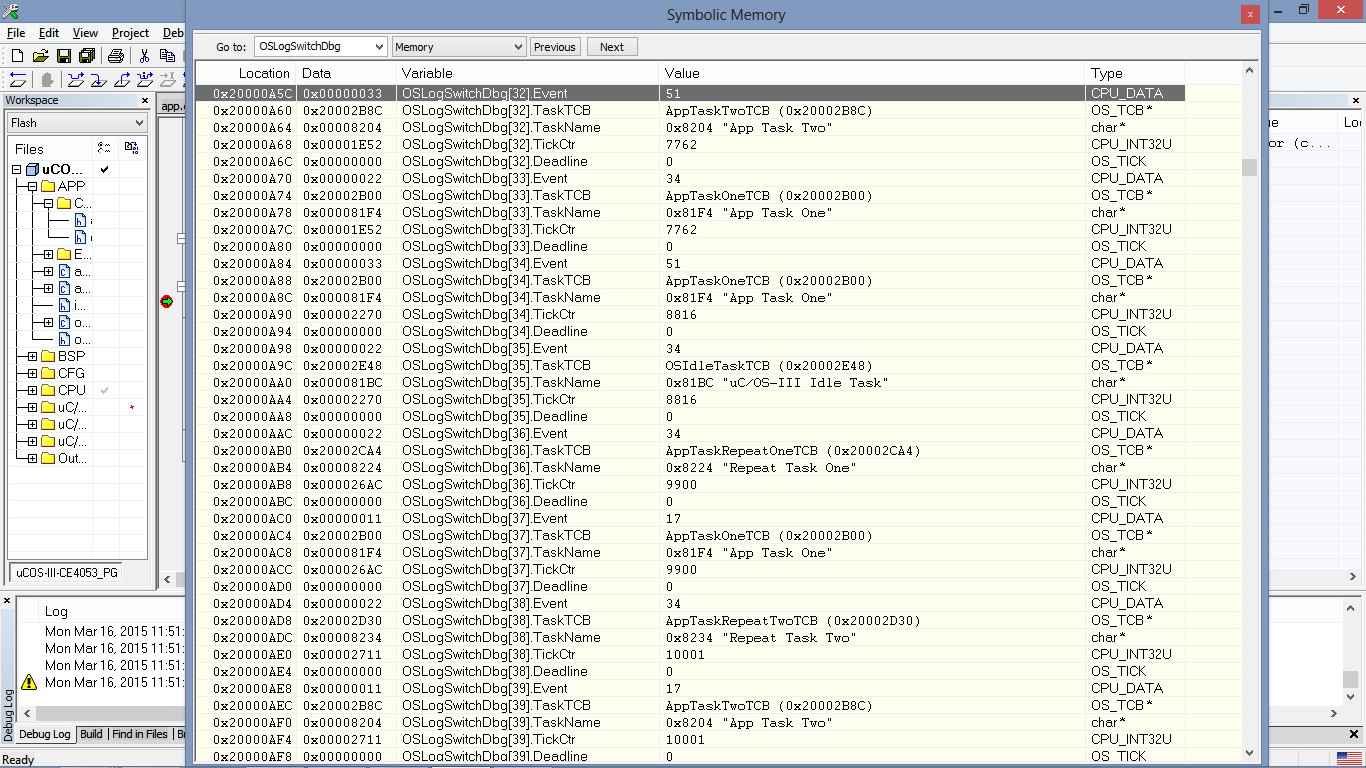 Symbolic Memory
File Edit View Project Deb
Go to: OSLogSwitchDbg Memory Previous Next
Workspace
Flash
Files
uCO...
APP
C...
E...
a...
a...
i...
o...
o...
BSP
CFG
CPU
uC/...
uC/...
uC/...
Out...
uCOS-III-CE4053_PG
app.c
Location Data Variable Value Type
0x20000A5C 0x00000033 OSLogSwitchDbg[32].Event 51 CPU_DATA
0x20000A60 0x20002B8C OSLogSwitchDbg[32].TaskTCB AppTaskTwoTCB (0x20002B8C) OS_TCB*
0x20000A64 0x00008204 OSLogSwitchDbg[32].TaskName 0x8204 "App Task Two" char*
0x20000A68 0x00001E52 OSLogSwitchDbg[32].TickCtr 7762 CPU_INT32U
0x20000A6C 0x00000000 OSLogSwitchDbg[32].Deadline 0 OS_TICK
0x20000A70 0x00000022 OSLogSwitchDbg[33].Event 34 CPU_DATA
0x20000A74 0x20002B00 OSLogSwitchDbg[33].TaskTCB AppTaskOneTCB (0x20002B00) OS_TCB*
0x20000A78 0x000081F4 OSLogSwitchDbg[33].TaskName 0x81F4 "App Task One" char*
0x20000A7C 0x00001E52 OSLogSwitchDbg[33].TickCtr 7762 CPU_INT32U
0x20000A80 0x00000000 OSLogSwitchDbg[33].Deadline 0 OS_TICK
0x20000A84 0x00000033 OSLogSwitchDbg[34].Event 51 CPU_DATA
0x20000A88 0x20002B00 OSLogSwitchDbg[34].TaskTCB AppTaskOneTCB (0x20002B00) OS_TCB*
0x20000A8C 0x000081F4 OSLogSwitchDbg[34].TaskName 0x81F4 "App Task One" char*
0x20000A90 0x00002270 OSLogSwitchDbg[34].TickCtr 8816 CPU_INT32U
0x20000A94 0x00000000 OSLogSwitchDbg[34].Deadline 0 OS_TICK
0x20000A98 0x00000022 OSLogSwitchDbg[35].Event 34 CPU_DATA
0x20000A9C 0x20002E48 OSLogSwitchDbg[35].TaskTCB OSIdleTaskTCB (0x20002E48) OS_TCB*
0x20000AA0 0x000081BC OSLogSwitchDbg[35].TaskName 0x81BC "uC/OS-III Idle Task" char*
0x20000AA4 0x00002270 OSLogSwitchDbg[35].TickCtr 8816 CPU_INT32U
0x20000AA8 0x00000000 OSLogSwitchDbg[35].Deadline 0 OS_TICK
0x20000AAC 0x00000022 OSLogSwitchDbg[36].Event 34 CPU_DATA
0x20000AB0 0x20002CA4 OSLogSwitchDbg[36].TaskTCB AppTaskRepeatOneTCB (0x20002CA4) OS_TCB*
0x20000AB4 0x00008224 OSLogSwitchDbg[36].TaskName 0x8224 "Repeat Task One" char*
0x20000AB8 0x000026AC OSLogSwitchDbg[36].TickCtr 9900 CPU_INT32U
0x20000ABC 0x00000000 OSLogSwitchDbg[36].Deadline 0 OS_TICK
0x20000AC0 0x00000011 OSLogSwitchDbg[37].Event 17 CPU_DATA
0x20000AC4 0x20002B00 OSLogSwitchDbg[37].TaskTCB AppTaskOneTCB (0x20002B00) OS_TCB*
0x20000AC8 0x000081F4 OSLogSwitchDbg[37].TaskName 0x81F4 "App Task One" char*
0x20000ACC 0x000026AC OSLogSwitchDbg[37].TickCtr 9900 CPU_INT32U
0x20000AD0 0x00000000 OSLogSwitchDbg[37].Deadline 0 OS_TICK
0x20000AD4 0x00000022 OSLogSwitchDbg[38].Event 34 CPU_DATA
0x20000AD8 0x20002D30 OSLogSwitchDbg[38].TaskTCB AppTaskRepeatTwoTCB (0x20002D30) OS_TCB*
0x20000ADC 0x00008234 OSLogSwitchDbg[38].TaskName 0x8234 "Repeat Task Two" char*
0x20000AE0 0x00002711 OSLogSwitchDbg[38].TickCtr 10001 CPU_INT32U
0x20000AE4 0x00000000 OSLogSwitchDbg[38].Deadline 0 OS_TICK
0x20000AE8 0x00000011 OSLogSwitchDbg[39].Event 17 CPU_DATA
0x20000AEC 0x20002B8C OSLogSwitchDbg[39].TaskTCB AppTaskTwoTCB (0x20002B8C) OS_TCB*
0x20000AF0 0x00008204 OSLogSwitchDbg[39].TaskName 0x8204 "App Task Two" char*
0x20000AF4 0x00002711 OSLogSwitchDbg[39].TickCtr 10001 CPU_INT32U
0x20000AF8 0x00000000 OSLogSwitchDbg[39].Deadline 0 OS_TICK
or (c...
Log
Mon Mar 16, 2015 11:51:
Mon Mar 16, 2015 11:51:
Mon Mar 16, 2015 11:51:
Mon Mar 16, 2015 11:51:
Debug Log
Debug Log Build Find in Files
Ready